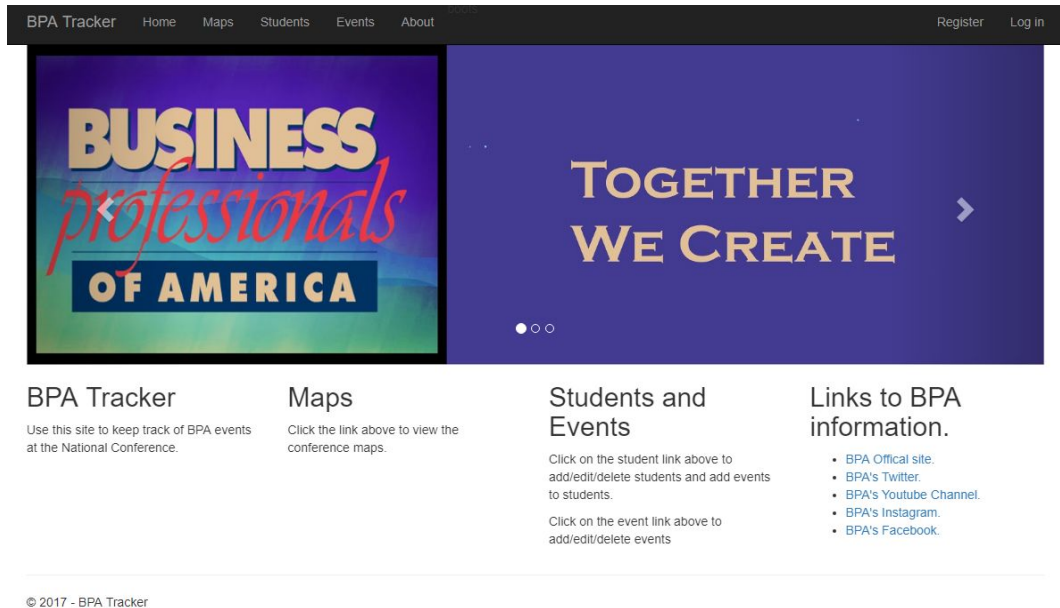 BPA Tracker Home Maps Students Events About Register Log in
BUSINESS
professionals
OF AMERICA
TOGETHER
WE CREATE
BPA Tracker
Use this site to keep track of BPA events
at the National Conference.
Maps
Click the link above to view the
conference maps.
Students and
Events
Click on the student link above to
add/edit/delete students and add events
to students.
Click on the event link above to
add/edit/delete events
Links to BPA
information.
BPA Offical site.
BPA's Twitter.
BPA's Youtube Channel.
BPA's Instagram.
BPA's Facebook.
© 2017 - BPA Tracker